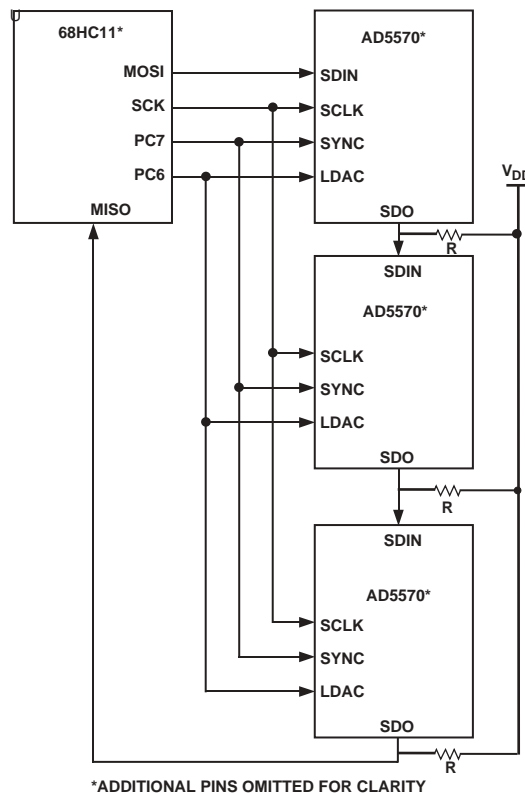 68HC11*
MOSI
SCK
PC7
PC6
MISO
AD5570*
SDIN
SCLK
SYNC
LDAC
SDO
R
VDD
SDIN
AD5570*
SCLK
SYNC
LDAC
SDO
R
SDIN
AD5570*
SCLK
SYNC
LDAC
SDO
R
*ADDITIONAL PINS OMITTED FOR CLARITY